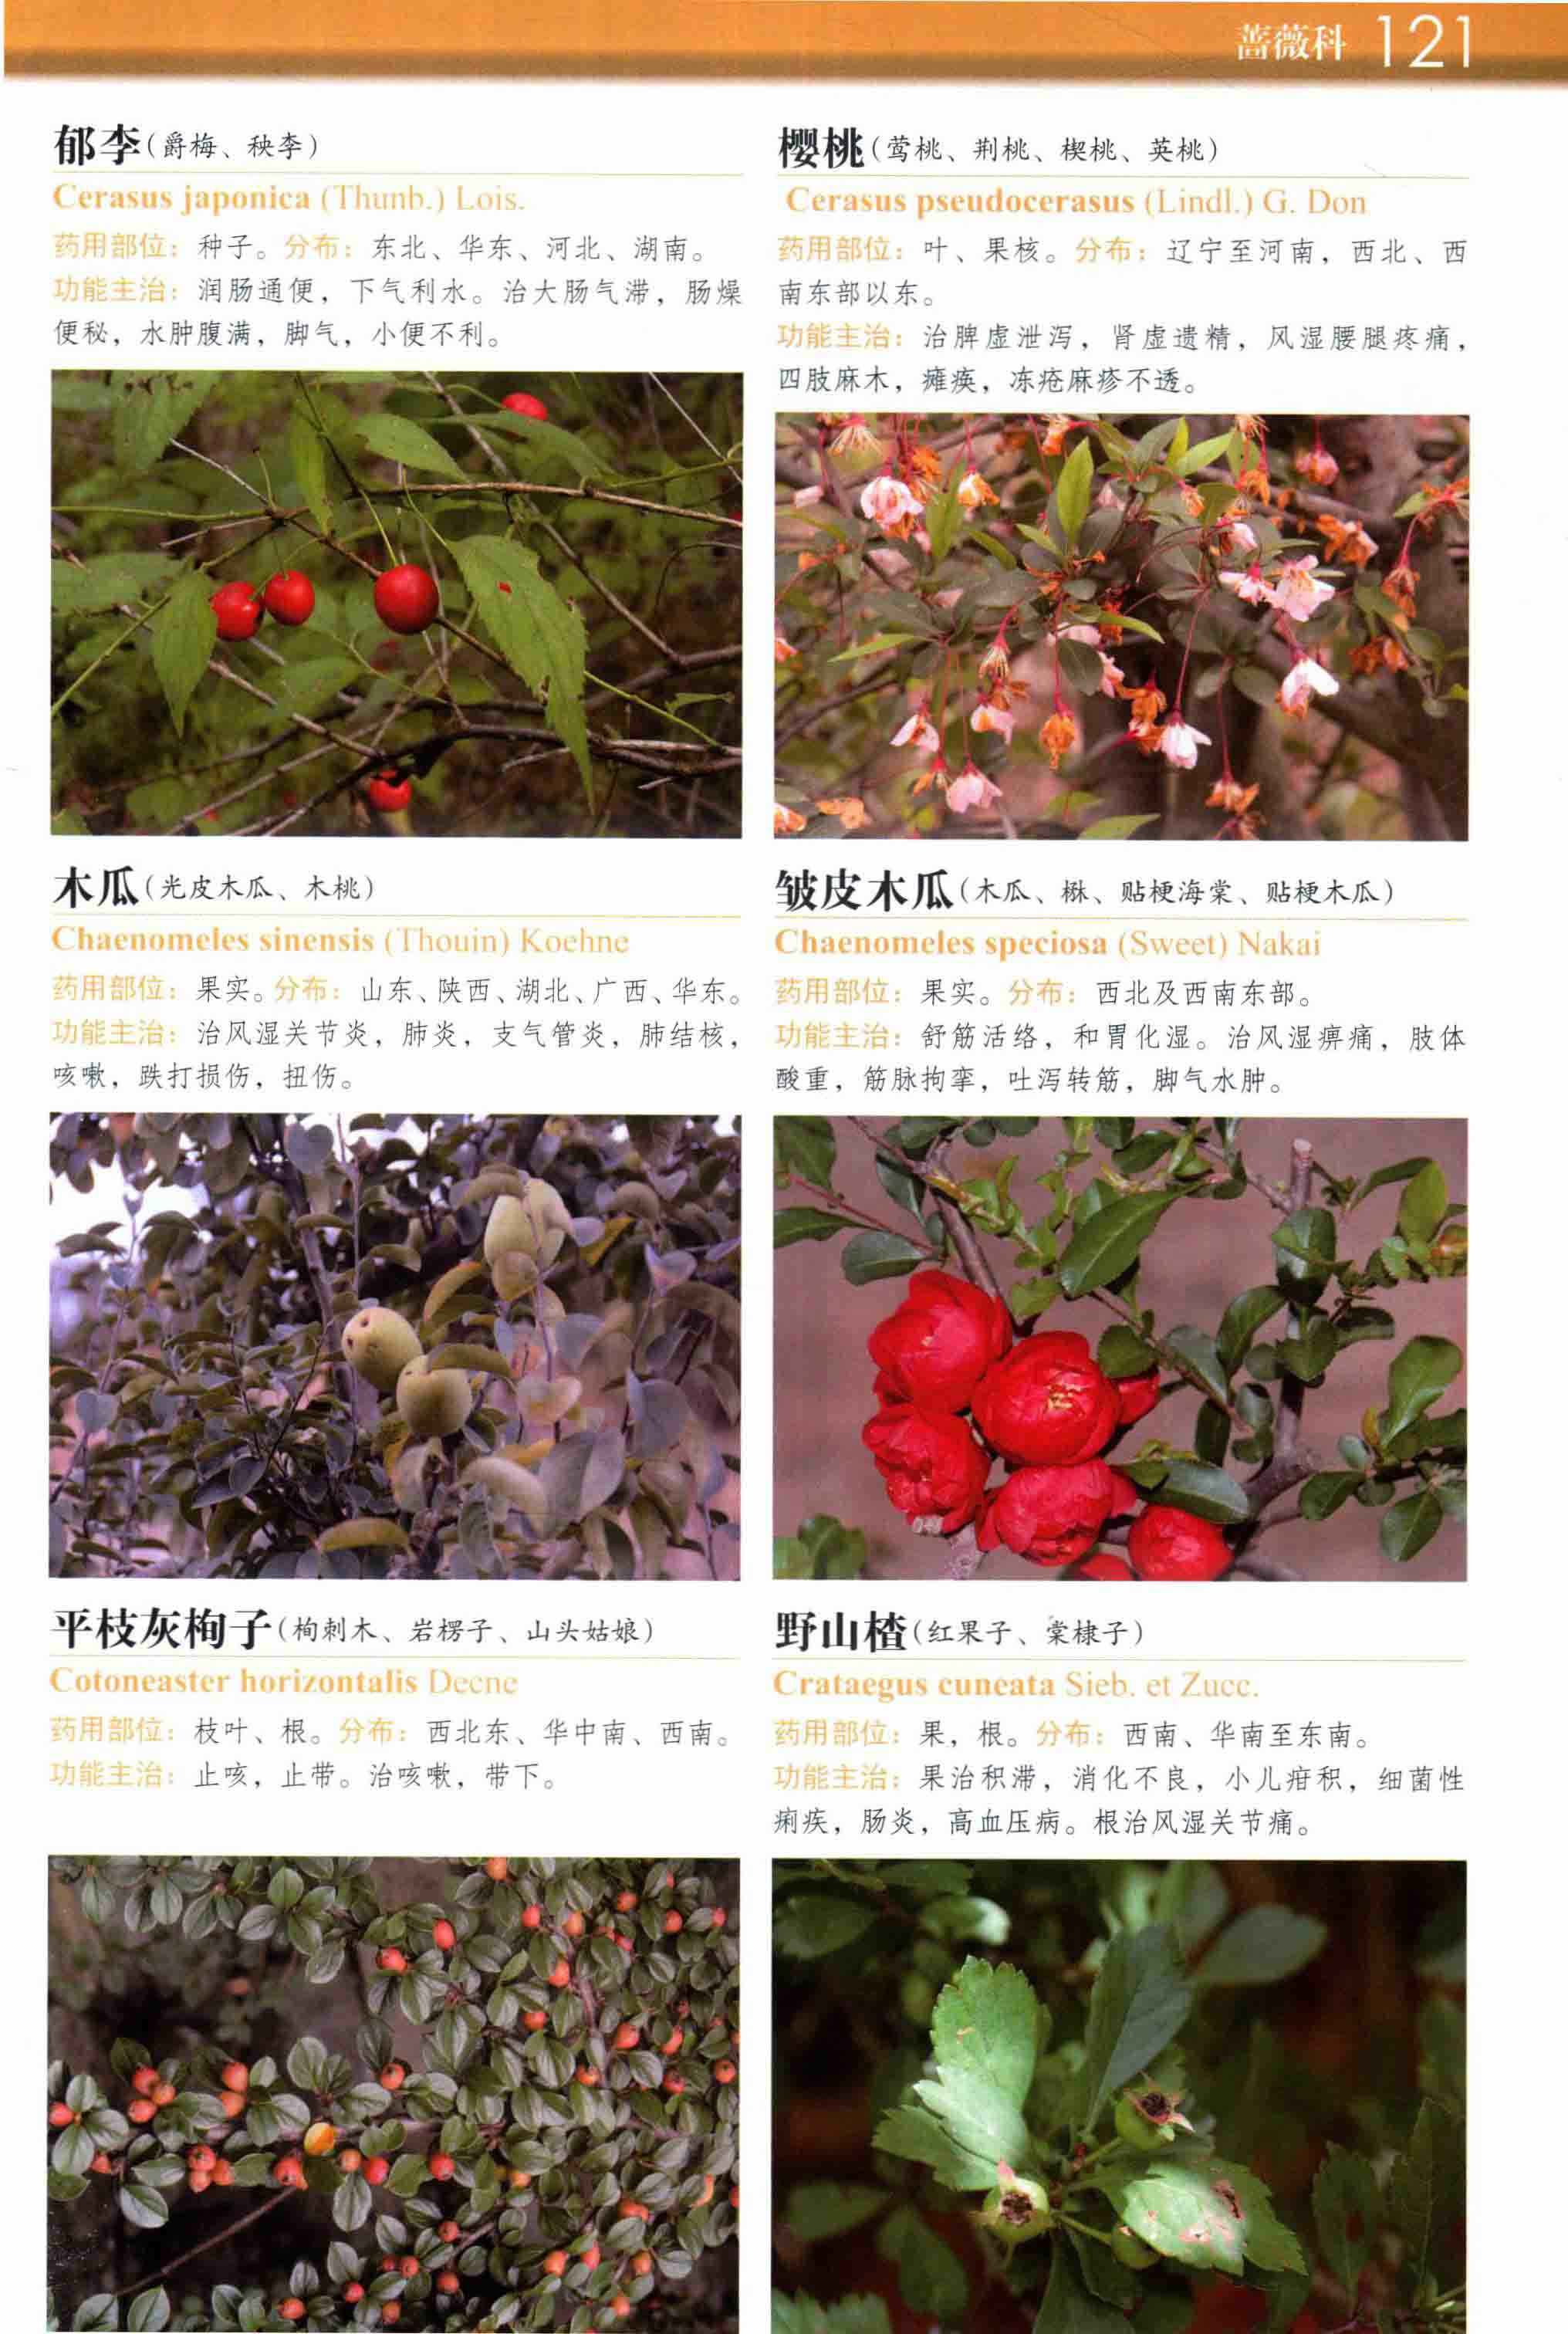 蔷薇科 121
郁李(爵梅、秧李)
Cerasus japonica (Thunb.) Lois.
药用部位：种子。分布：东北、华东、河北、湖南。
功能主治：润肠通便，下气利水。治大肠气滞，肠燥
便秘，水肿腹满，脚气，小便不利。
樱桃(莺桃、荆桃、楔桃、英桃)
Cerasus pseudocerasus (Lindl.) G. Don
药用部位：叶、果核。分布：辽宁至河南，西北、西
南东部以东。
功能主治：治脾虚泄泻，肾虚遗精，风湿腰腿疼痛，
四肢麻木，瘫痪，冻疮麻疹不透。
木瓜(光皮木瓜、木桃)
Chaenomeles sinensis (Thouin) Koehne
药用部位：果实。分布：山东、陕西、湖北、广西、华东。
功能主治：治风湿关节炎，肺炎，支气管炎，肺结核，
咳嗽，跌打损伤，扭伤。
皱皮木瓜(木瓜、楙、贴梗海棠、贴梗木瓜)
Chaenomeles speciosa (Sweet) Nakai
药用部位：果实。分布：西北及西南东部。
功能主治：舒筋活络，和胃化湿。治风湿痹痛，肢体
酸重，筋脉拘挛，吐泻转筋，脚气水肿。
平枝灰栒子(栒刺木、岩楞子、山头姑娘)
Cotoneaster horizontalis Decne
药用部位：枝叶、根。分布：西北东、华中南、西南。
功能主治：止咳，止带。治咳嗽，带下。
野山楂(红果子、棠棣子)
Crataegus cuneata Sieb. et Zucc.
药用部位：果，根。分布：西南、华南至东南。
功能主治：果治积滞，消化不良，小儿疳积，细菌性
痢疾，肠炎，高血压病。根治风湿关节痛。